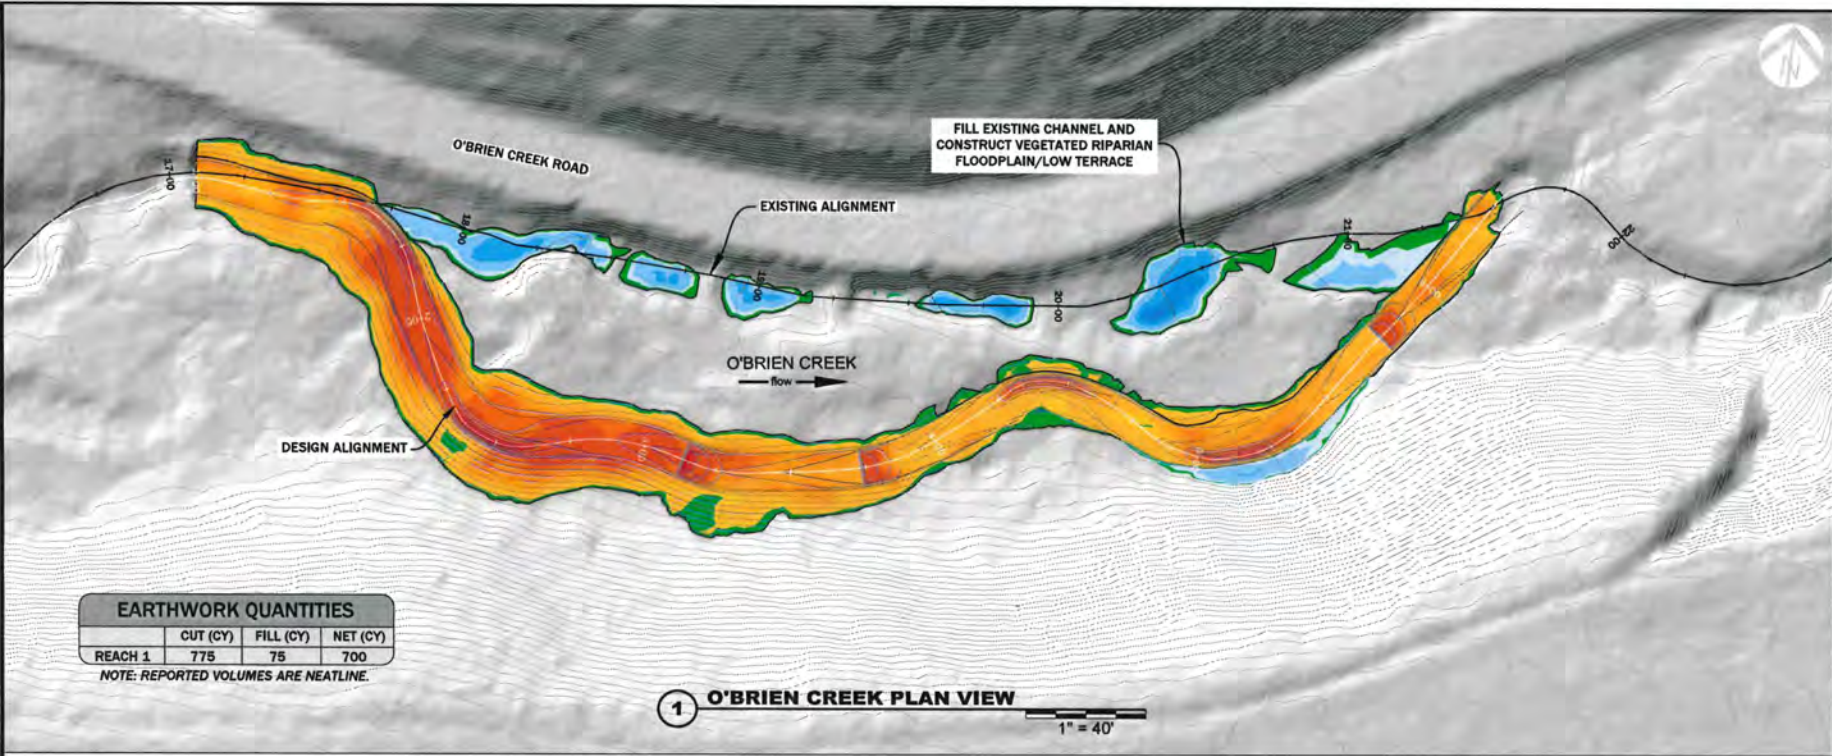 N
O'BRIEN CREEK ROAD
FILL EXISTING CHANNEL AND
CONSTRUCT VEGETATED RIPARIAN
FLOODPLAIN/LOW TERRACE
17+00
EXISTING ALIGNMENT
18+00
19+00
20+00
22+00
O'BRIEN CREEK
flow
DESIGN ALIGNMENT
EARTHWORK QUANTITIES
CUT (CY) FILL (CY) NET (CY)
REACH 1 775 75 700
NOTE: REPORTED VOLUMES ARE NEATLINE.
1 O'BRIEN CREEK PLAN VIEW
1" = 40'